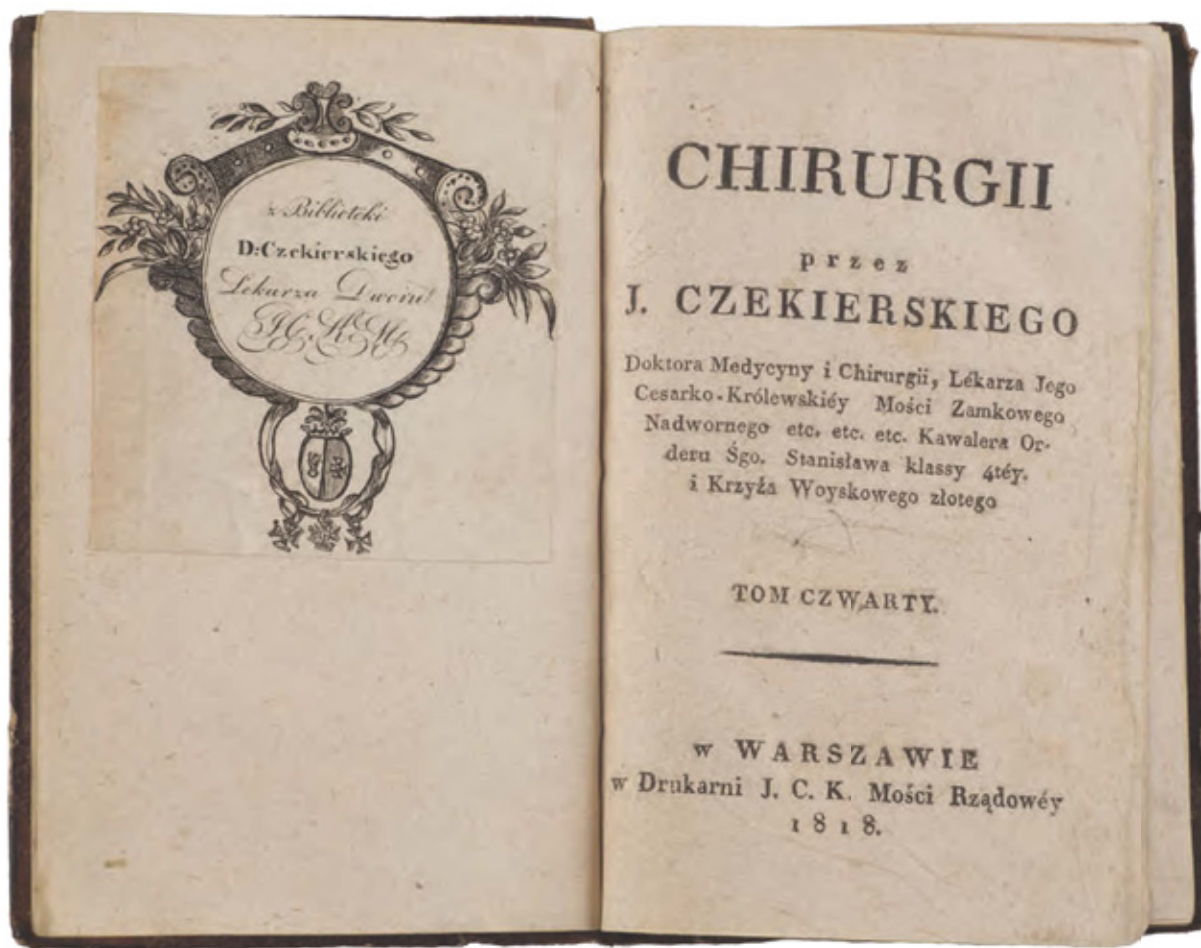 z Biblioteki
D: Czekierskiego
Lekarza Dworu
J.C.K.M.
CHIRURGII
przez
J. CZEKIERSKIEGO
Doktora Medycyny i Chirurgii, Lékarza Jego
Cesarko-Królewskiéy Mości Zamkowego
Nadwornego etc. etc. etc. Kawalera Or-
deru Śgo. Stanisława klassy 4téy.
i Krzyża Woyskowego złotego
TOM CZWARTY.
w WARSZAWIE
w Drukarni J. C. K. Mości Rządowéy
1818.